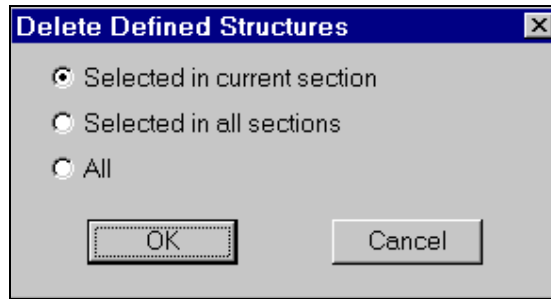 Delete Defined Structures
Selected in current section
Selected in all sections
All
OK Cancel